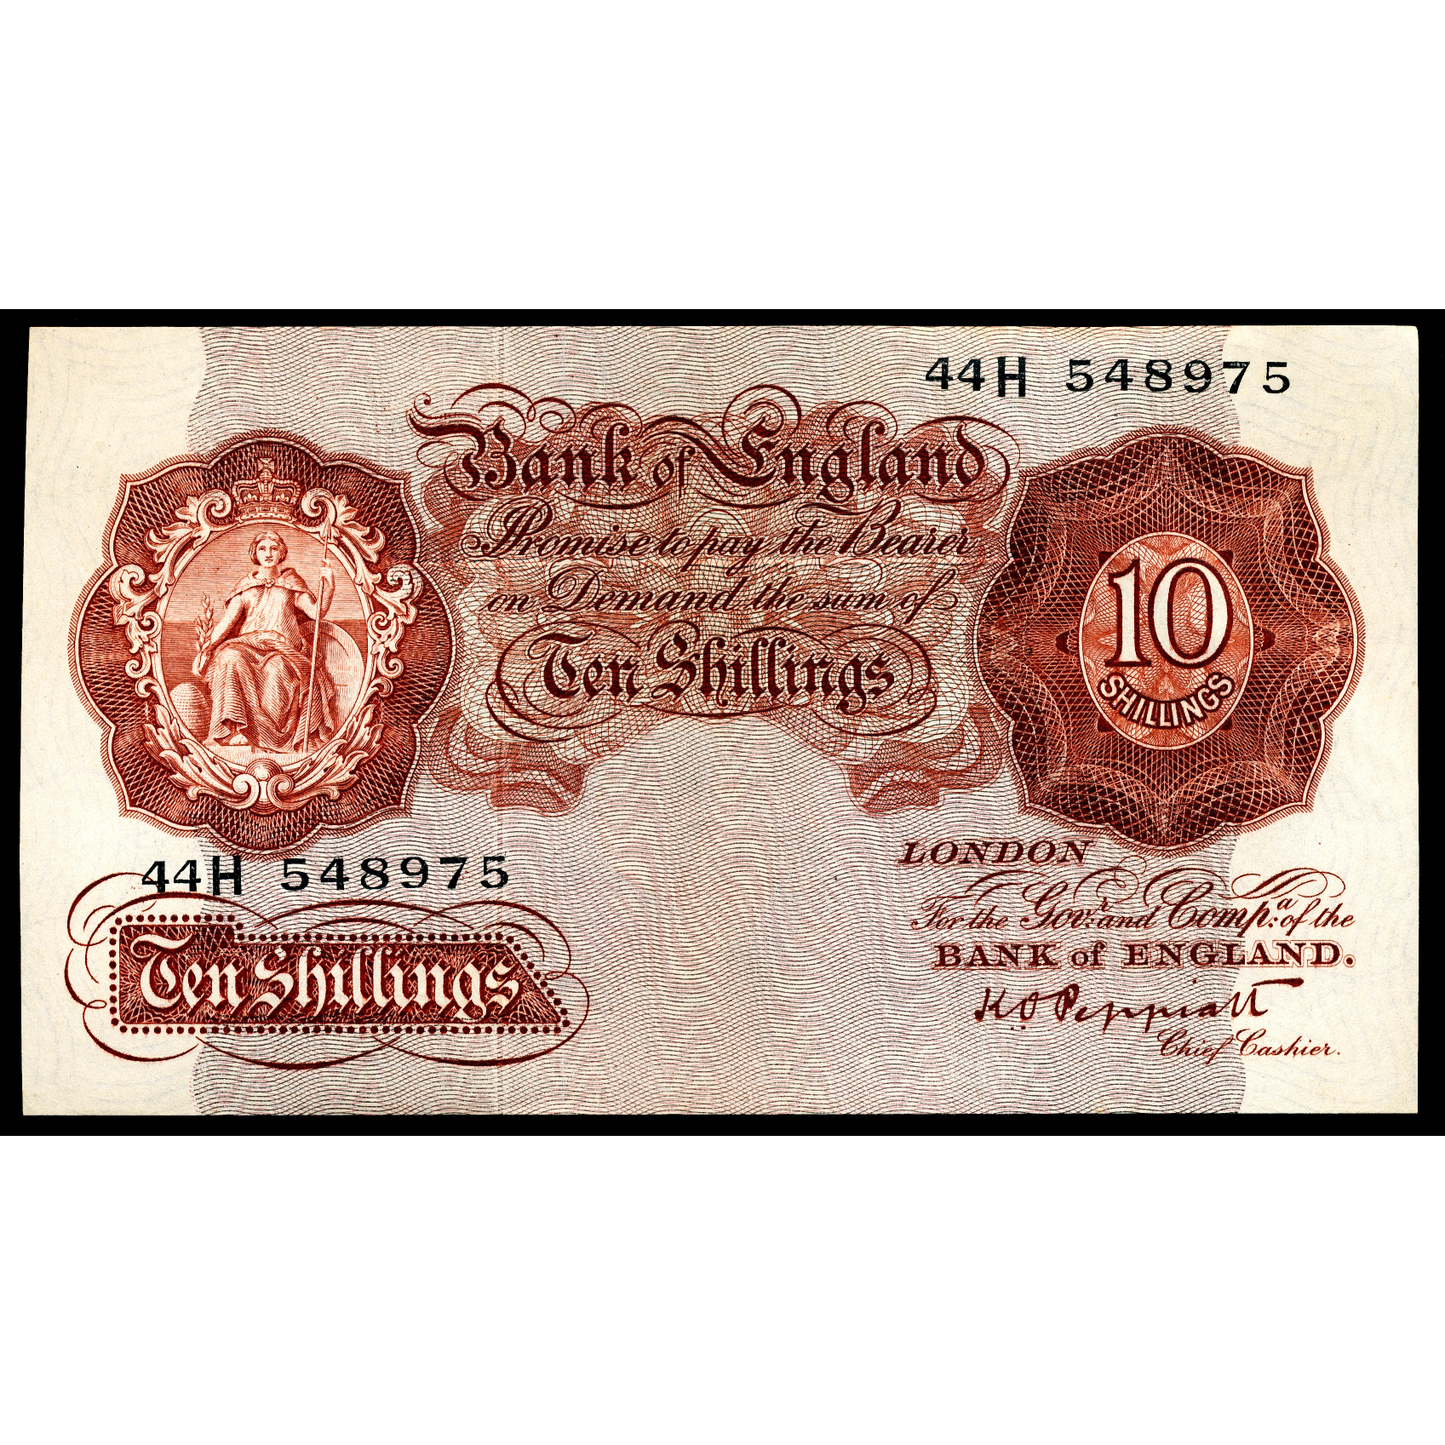 44H 548975
Bank of England
Promise to pay the Bearer
on Demand the sum of
Ten Shillings
10
SHILLINGS
44H 548975
Ten Shillings
LONDON
For the Govr. and Compa. of the
BANK of ENGLAND.
K O Peppiatt
Chief Cashier.